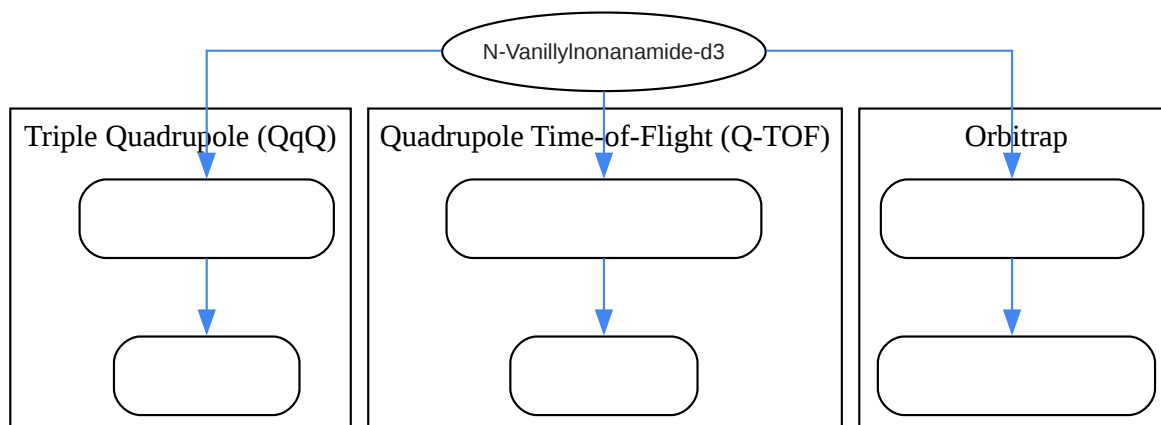 N-Vanillylnonanamide-d3
Triple Quadrupole (QqQ)
Quadrupole Time-of-Flight (Q-TOF)
Orbitrap